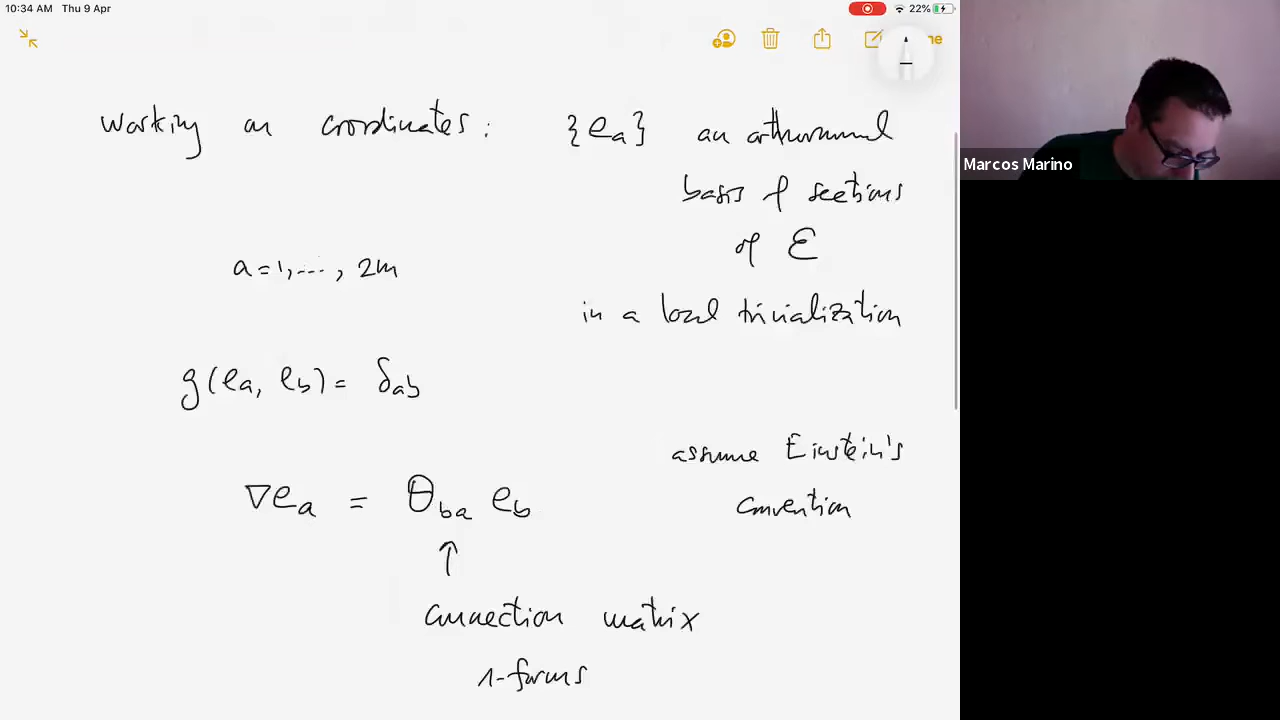 10:34 AM Thu 9 Apr
22%
working on coordinates: {e_a} an orthonormal
basis of sections
of E
a=1,..., 2m
in a local trivialization
g(e_a, e_b) = δ_ab
assume Einstein's
convention
∇e_a = θ_ba e_b
↑
connection matrix
1-forms
Marcos Marino